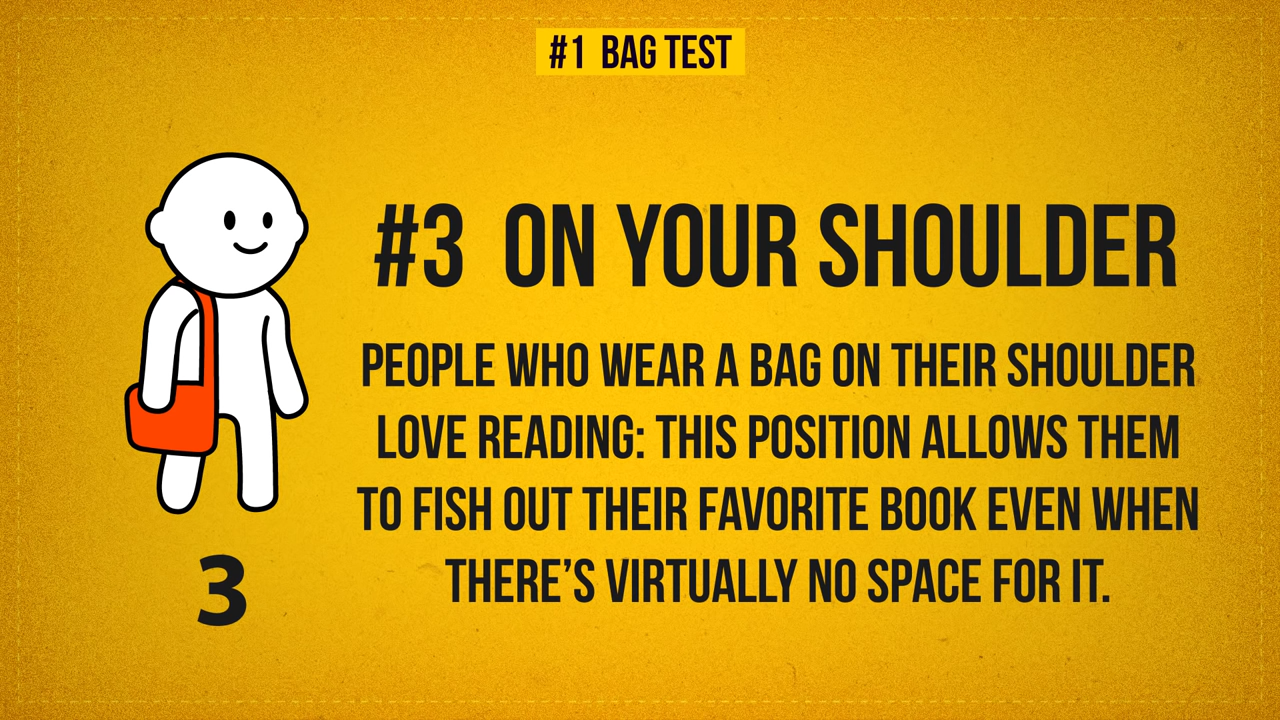 #1 BAG TEST
#3 ON YOUR SHOULDER
PEOPLE WHO WEAR A BAG ON THEIR SHOULDER
LOVE READING: THIS POSITION ALLOWS THEM
TO FISH OUT THEIR FAVORITE BOOK EVEN WHEN
THERE'S VIRTUALLY NO SPACE FOR IT.
3